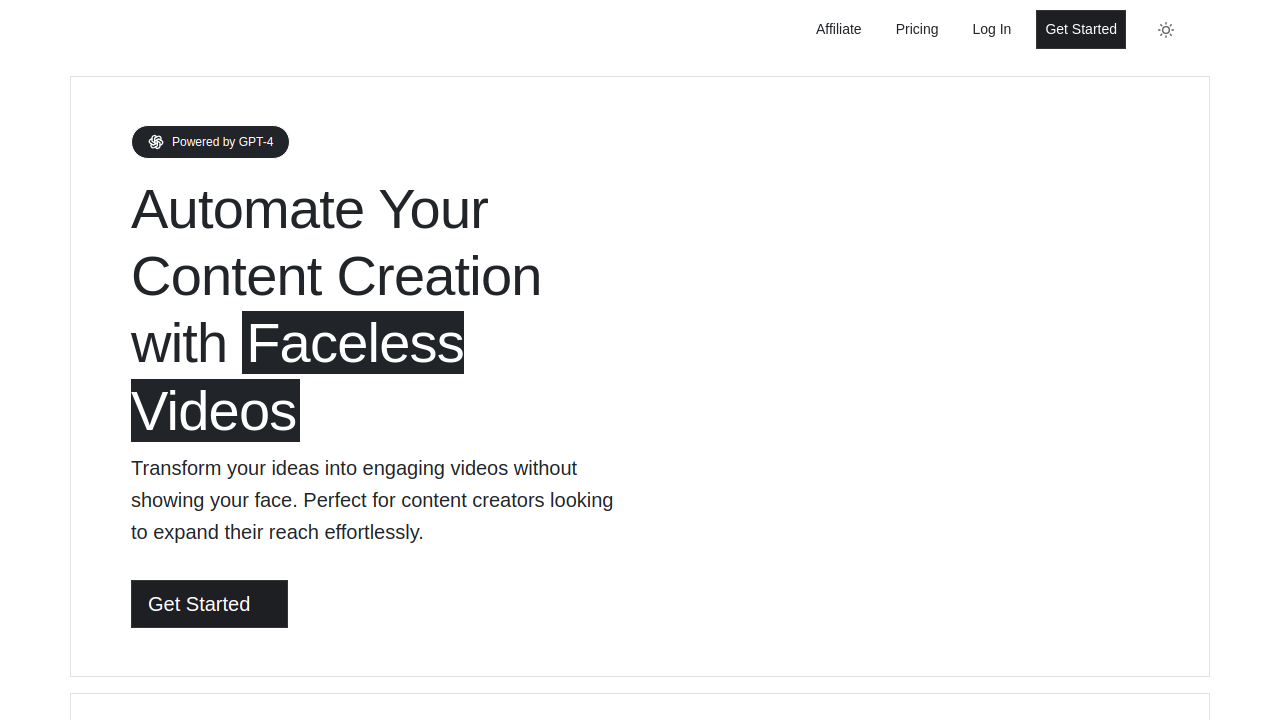 Affiliate
Pricing
Log In
Get Started
Powered by GPT-4
Automate Your
Content Creation
with Faceless
Videos
Transform your ideas into engaging videos without
showing your face. Perfect for content creators looking
to expand their reach effortlessly.
Get Started